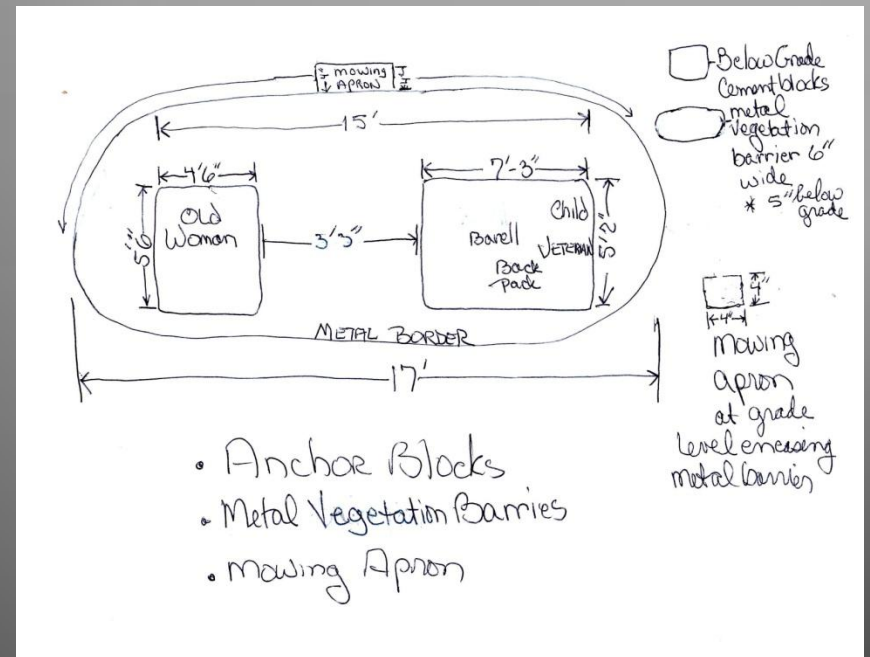 mowing
APRON
15'
4'6"
7'-3"
Old
Woman
5'6"
3'3"
Child
Barell
VETERAN
Back
pack
5'2"
METAL BORDER
17'
Below Grade
Cement blocks
metal
vegetation
barrier 6"
wide
* 5" below
grade
4"
4"
Mowing
apron
at grade
level encasing
metal barrier
• Anchor Blocks
• Metal Vegetation Barries
• Mowing Apron